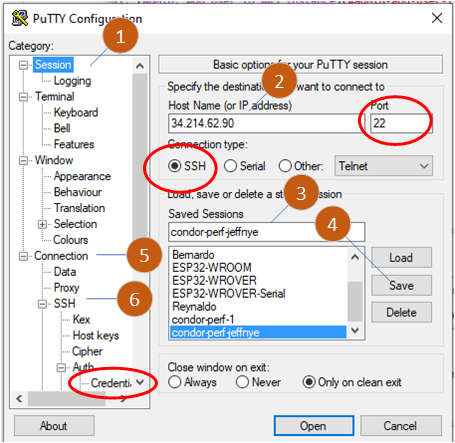 PuTTY Configuration
Category:
Session
Logging
Terminal
Keyboard
Bell
Features
Window
Appearance
Behaviour
Translation
Selection
Colours
Connection
Data
Proxy
SSH
Kex
Host keys
Cipher
Auth
Credenti
1
5
6
Basic options for your PuTTY session
Specify the destination want to connect to
2
Host Name (or IP address)
Port
34.214.62.90
22
Connection type:
SSH
Serial
Other:
Telnet
Load, save or delete a session
3
Saved Sessions
4
condor-perf-jeffnye
Bernardo
ESP32-WROOM
ESP32-WROVER
ESP32-WROVER-Serial
Reynaldo
condor-perf-1
condor-perf-jeffnye
Load
Save
Delete
Close window on exit:
Always
Never
Only on clean exit
About
Open
Cancel